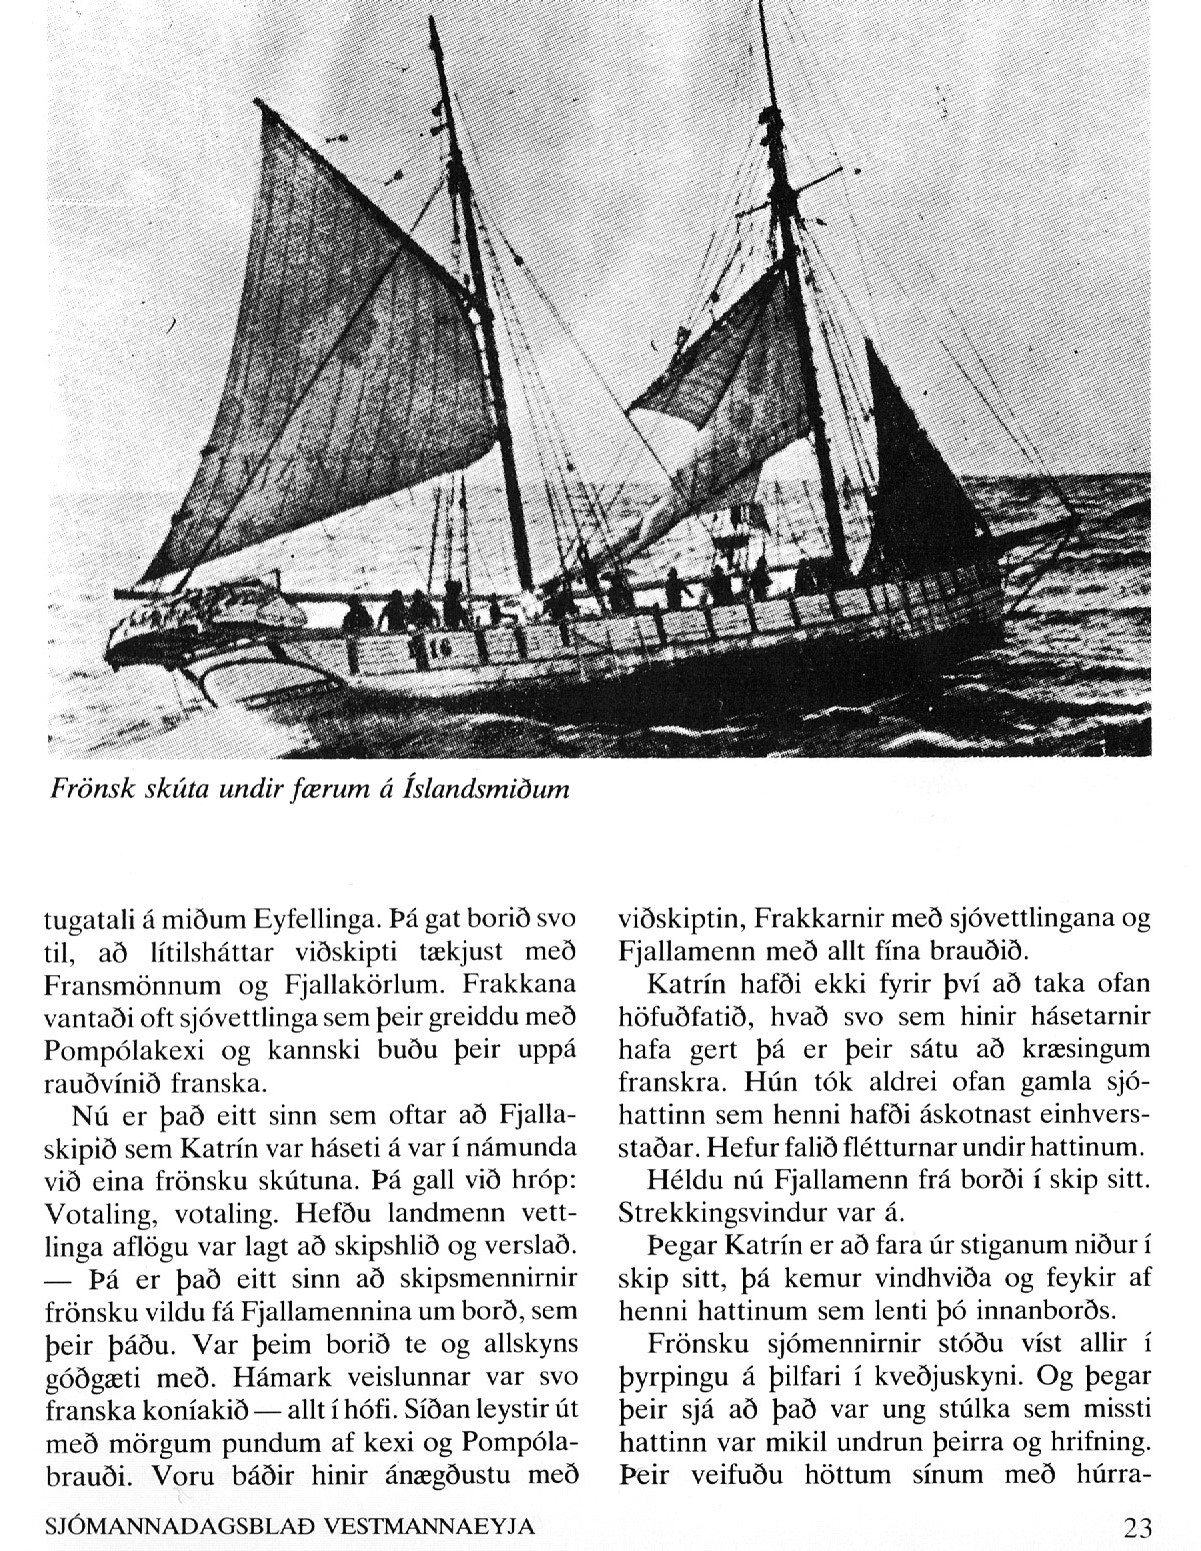 16
Frönsk skúta undir færum á Íslandsmiðum
tugatali á miðum Eyfellinga. Þá gat borið svo
til, að lítilsháttar viðskipti tækjust með
Fransmönnum og Fjallakörlum. Frakkana
vantaði oft sjóvettlinga sem þeir greiddu með
Pompólakexi og kannski buðu þeir uppá
rauðvínið franska.
Nú er það eitt sinn sem oftar að Fjalla-
skipið sem Katrín var háseti á var í námunda
við eina frönsku skútuna. Þá gall við hróp:
Votaling, votaling. Hefðu landmenn vett-
linga aflögu var lagt að skipshlið og verslað.
— Þá er það eitt sinn að skipsmennirnir
frönsku vildu fá Fjallamennina um borð, sem
þeir þáðu. Var þeim borið te og allskyns
góðgæti með. Hámark veislunnar var svo
franska koníakið — allt í hófi. Síðan leystir út
með mörgum pundum af kexi og Pompóla-
brauði. Voru báðir hinir ánægðustu með
viðskiptin, Frakkarnir með sjóvettlingana og
Fjallamenn með allt fína brauðið.
Katrín hafði ekki fyrir því að taka ofan
höfuðfatið, hvað svo sem hinir hásetarnir
hafa gert þá er þeir sátu að kræsingum
franskra. Hún tók aldrei ofan gamla sjó-
hattinn sem henni hafði áskotnast einhvers-
staðar. Hefur falið flétturnar undir hattinum.
Héldu nú Fjallamenn frá borði í skip sitt.
Strekkingsvindur var á.
Þegar Katrín er að fara úr stiganum niður í
skip sitt, þá kemur vindhviða og feykir af
henni hattinum sem lenti þó innanborðs.
Frönsku sjómennirnir stóðu víst allir í
þyrpingu á þilfari í kveðjuskyni. Og þegar
þeir sjá að það var ung stúlka sem missti
hattinn var mikil undrun þeirra og hrifning.
Þeir veifuðu höttum sínum með húrra-
SJÓMANNADAGSBLAÐ VESTMANNAEYJA
23